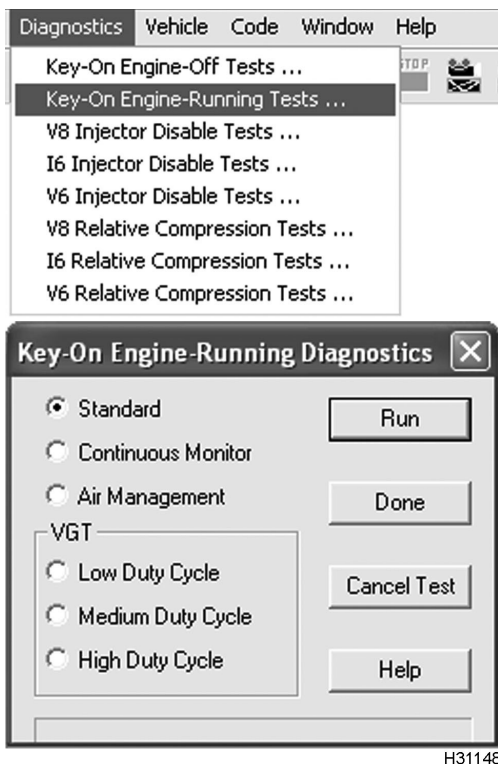 Diagnostics Vehicle Code Window Help
Key-On Engine-Off Tests ...
STOP
Key-On Engine-Running Tests ...
V8 Injector Disable Tests ...
I6 Injector Disable Tests ...
V6 Injector Disable Tests ...
V8 Relative Compression Tests ...
I6 Relative Compression Tests ...
V6 Relative Compression Tests ...
Key-On Engine-Running Diagnostics
Standard
Run
Continuous Monitor
Air Management
Done
VGT
Low Duty Cycle
Cancel Test
Medium Duty Cycle
High Duty Cycle
Help
H31148